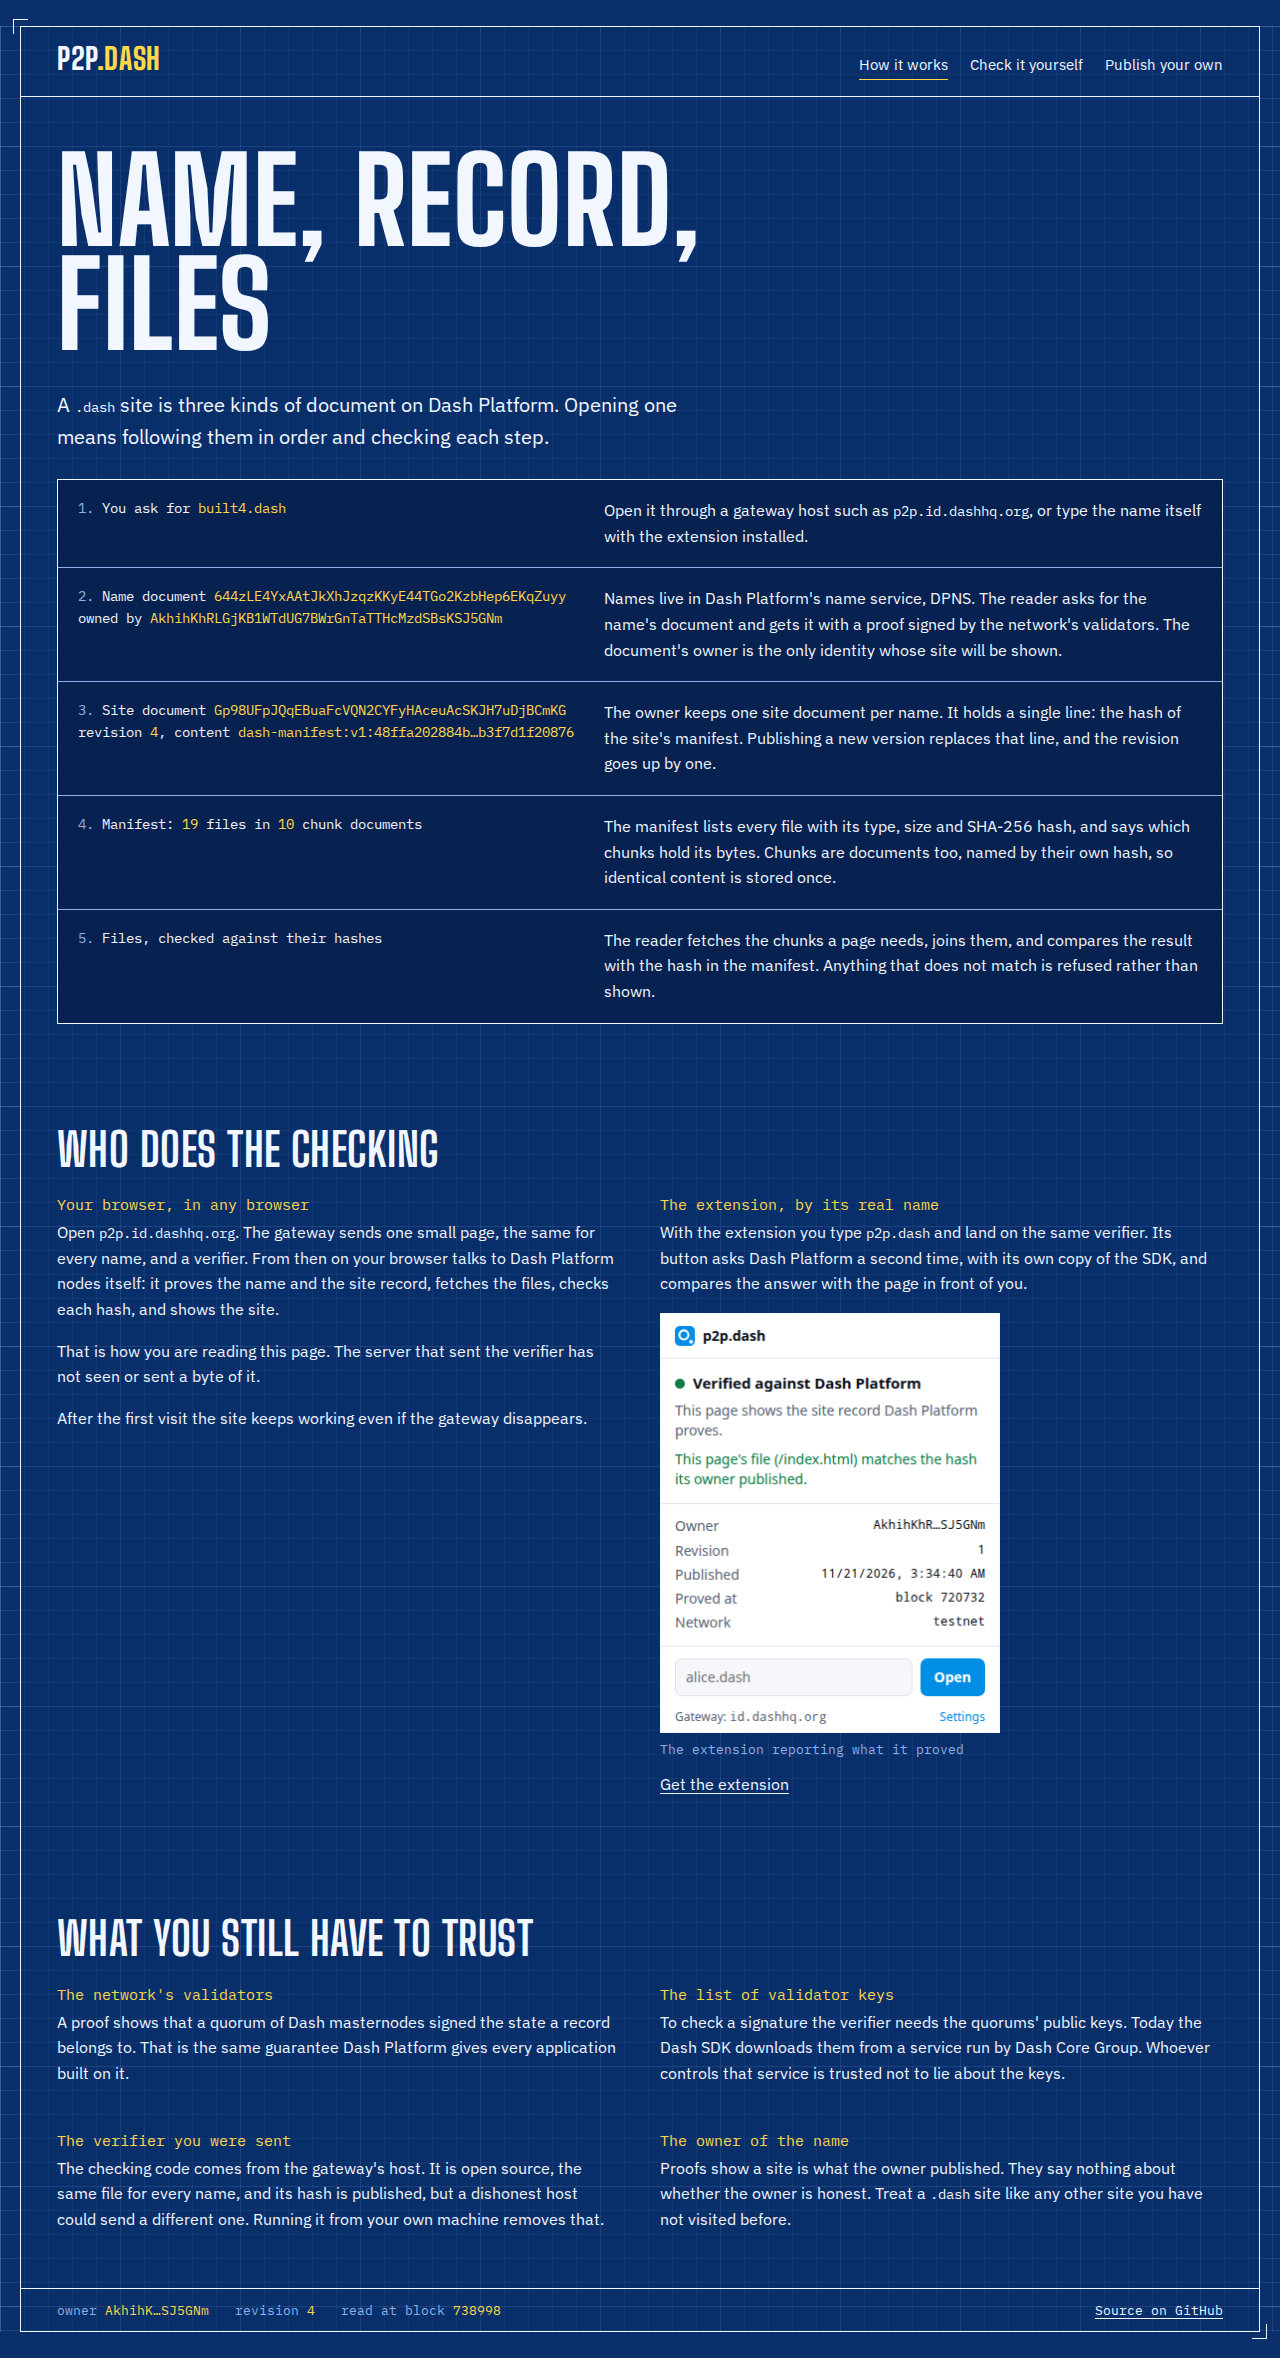 P2P.DASH
How it works
Check it yourself
Publish your own
NAME, RECORD,
FILES
A .dash site is three kinds of document on Dash Platform. Opening one
means following them in order and checking each step.
1. You ask for built4.dash
Open it through a gateway host such as p2p.id.dashhq.org, or type the name itself
with the extension installed.
2. Name document 644zLE4YxAAtJkXhJzqzKKyE44TGo2KzbHep6EKqZuyy
owned by AkhihKhRLGjKB1WTdUG7BWrGnTaTTHcMzdSBsKSJ5GNm
Names live in Dash Platform's name service, DPNS. The reader asks for the
name's document and gets it with a proof signed by the network's validators. The
document's owner is the only identity whose site will be shown.
3. Site document Gp98UFpJQqEBuaFcVQN2CYFyHAceuAcSKJH7uDjBCmKG
revision 4, content dash-manifest:v1:48ffa202884b…b3f7d1f20876
The owner keeps one site document per name. It holds a single line: the hash of
the site's manifest. Publishing a new version replaces that line, and the revision
goes up by one.
4. Manifest: 19 files in 10 chunk documents
The manifest lists every file with its type, size and SHA-256 hash, and says which
chunks hold its bytes. Chunks are documents too, named by their own hash, so
identical content is stored once.
5. Files, checked against their hashes
The reader fetches the chunks a page needs, joins them, and compares the result
with the hash in the manifest. Anything that does not match is refused rather than
shown.
WHO DOES THE CHECKING
Your browser, in any browser
Open p2p.id.dashhq.org. The gateway sends one small page, the same for
every name, and a verifier. From then on your browser talks to Dash Platform
nodes itself: it proves the name and the site record, fetches the files, checks
each hash, and shows the site.
That is how you are reading this page. The server that sent the verifier has
not seen or sent a byte of it.
After the first visit the site keeps working even if the gateway disappears.
The extension, by its real name
With the extension you type p2p.dash and land on the same verifier. Its
button asks Dash Platform a second time, with its own copy of the SDK, and
compares the answer with the page in front of you.
p2p.dash
Verified against Dash Platform
This page shows the site record Dash Platform
proves.
This page's file (/index.html) matches the hash
its owner published.
Owner AkhihKhR…SJ5GNm
Revision 1
Published 11/21/2026, 3:34:40 AM
Proved at block 720732
Network testnet
alice.dash Open
Gateway: id.dashhq.org Settings
The extension reporting what it proved
Get the extension
WHAT YOU STILL HAVE TO TRUST
The network's validators
A proof shows that a quorum of Dash masternodes signed the state a record
belongs to. That is the same guarantee Dash Platform gives every application
built on it.
The list of validator keys
To check a signature the verifier needs the quorums' public keys. Today the
Dash SDK downloads them from a service run by Dash Core Group. Whoever
controls that service is trusted not to lie about the keys.
The verifier you were sent
The checking code comes from the gateway's host. It is open source, the
same file for every name, and its hash is published, but a dishonest host
could send a different one. Running it from your own machine removes that.
The owner of the name
Proofs show a site is what the owner published. They say nothing about
whether the owner is honest. Treat a .dash site like any other site you have
not visited before.
owner AkhihK…SJ5GNm revision 4 read at block 738998
Source on GitHub